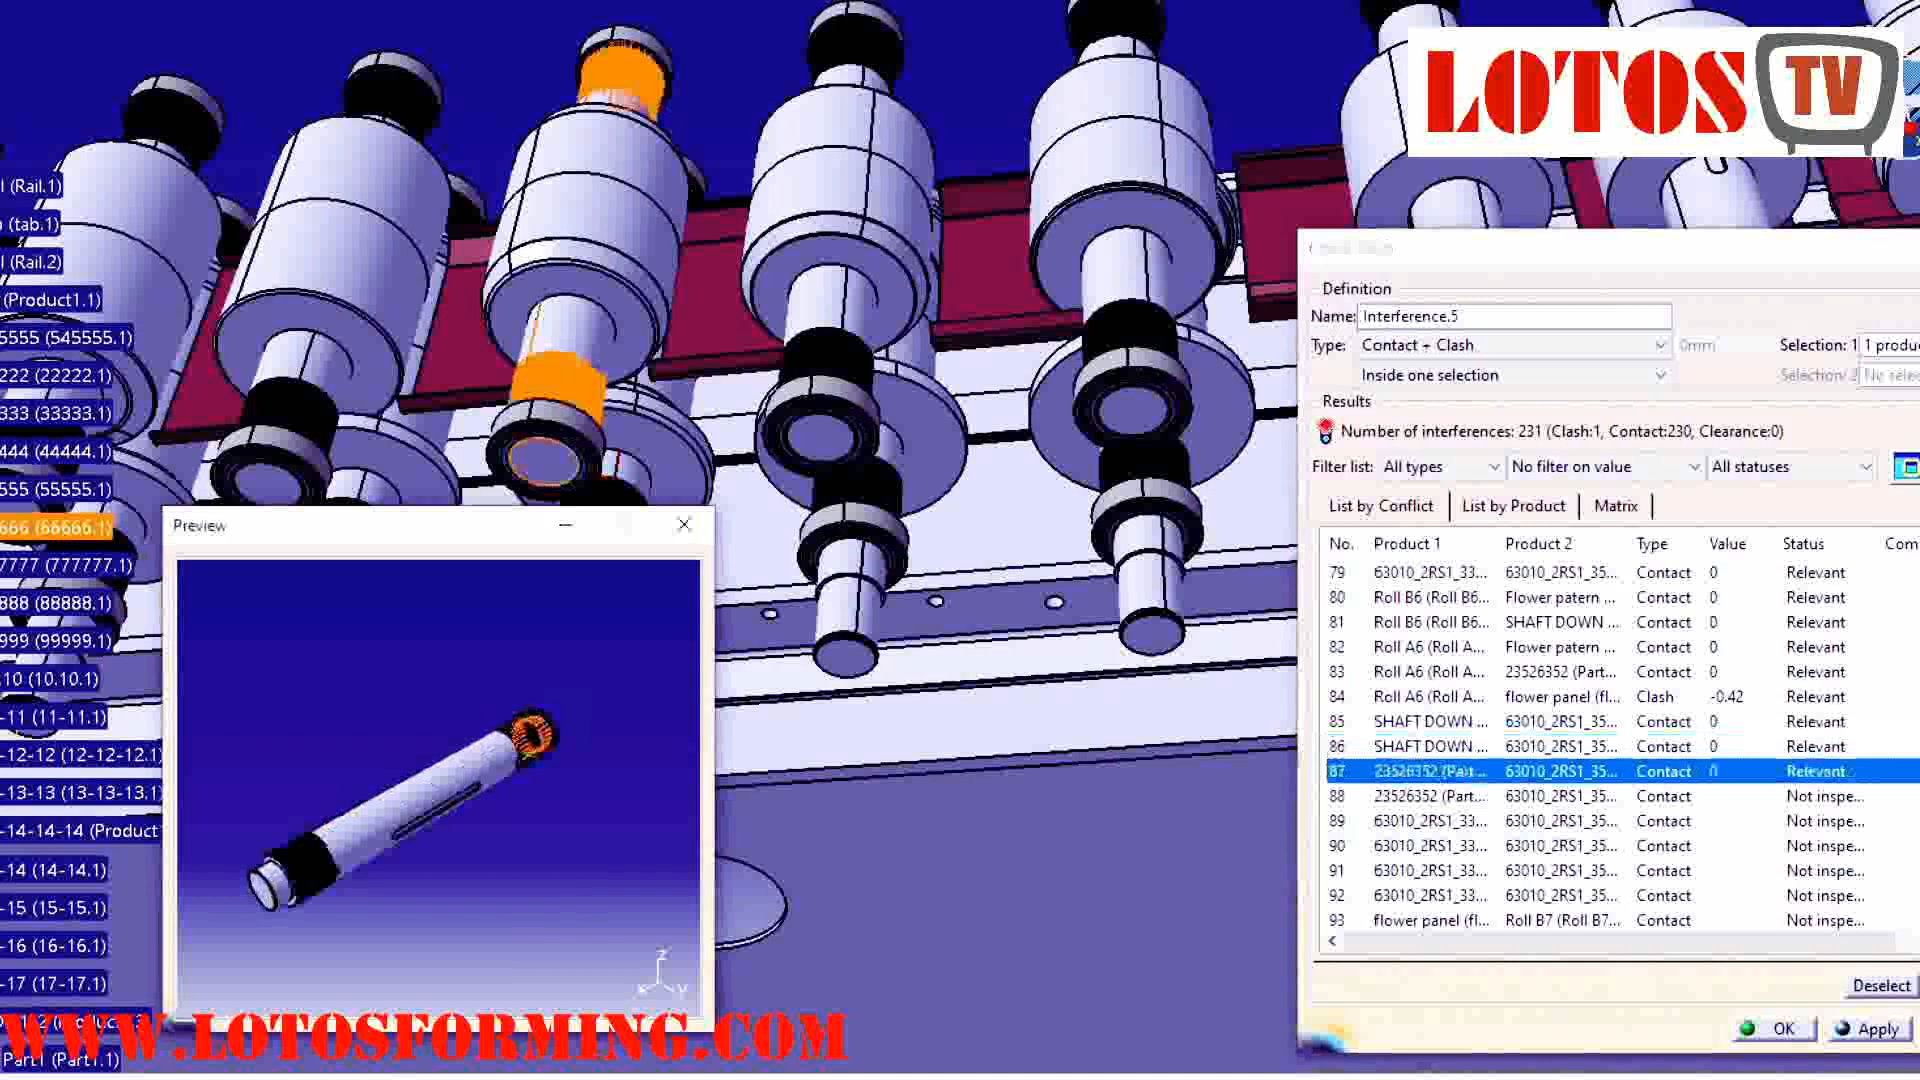 LOTOS TV
l (Rail.1)
(tab.1)
l (Rail.2)
(Product1.1)
5555 (545555.1)
222 (22222.1)
333 (33333.1)
444 (44444.1)
555 (55555.1)
666 (66666.1)
7777 (777777.1)
888 (88888.1)
999 (99999.1)
.10 (10.10.1)
-11 (11-11.1)
-12-12 (12-12-12.1)
-13-13 (13-13-13.1)
-14-14-14 (Product
-14 (14-14.1)
-15 (15-15.1)
-16 (16-16.1)
-17 (17-17.1)
Part1 (Part1.1)
WWW.LOTOSFORMING.COM
Preview
z
x y
Definition
Name: Interference.5
Type: Contact + Clash 0mm Selection: 1 1 produc
Inside one selection Selection: 2 No selec
Results
Number of interferences: 231 (Clash:1, Contact:230, Clearance:0)
Filter list: All types No filter on value All statuses
List by Conflict List by Product Matrix
No. Product 1 Product 2 Type Value Status Com
79 63010_2RS1_33... 63010_2RS1_35... Contact 0 Relevant
80 Roll B6 (Roll B6... Flower patern ... Contact 0 Relevant
81 Roll B6 (Roll B6... SHAFT DOWN ... Contact 0 Relevant
82 Roll A6 (Roll A... Flower patern ... Contact 0 Relevant
83 Roll A6 (Roll A... 23526352 (Part... Contact 0 Relevant
84 Roll A6 (Roll A... flower panel (fl... Clash -0.42 Relevant
85 SHAFT DOWN ... 63010_2RS1_35... Contact 0 Relevant
86 SHAFT DOWN ... 63010_2RS1_35... Contact 0 Relevant
87 23526352 (Part... 63010_2RS1_35... Contact 0 Relevant
88 23526352 (Part... 63010_2RS1_35... Contact Not inspe...
89 63010_2RS1_33... 63010_2RS1_35... Contact Not inspe...
90 63010_2RS1_33... 63010_2RS1_35... Contact Not inspe...
91 63010_2RS1_33... 63010_2RS1_35... Contact Not inspe...
92 63010_2RS1_33... 63010_2RS1_35... Contact Not inspe...
93 flower panel (fl... Roll B7 (Roll B7... Contact Not inspe...
Deselect
OK Apply